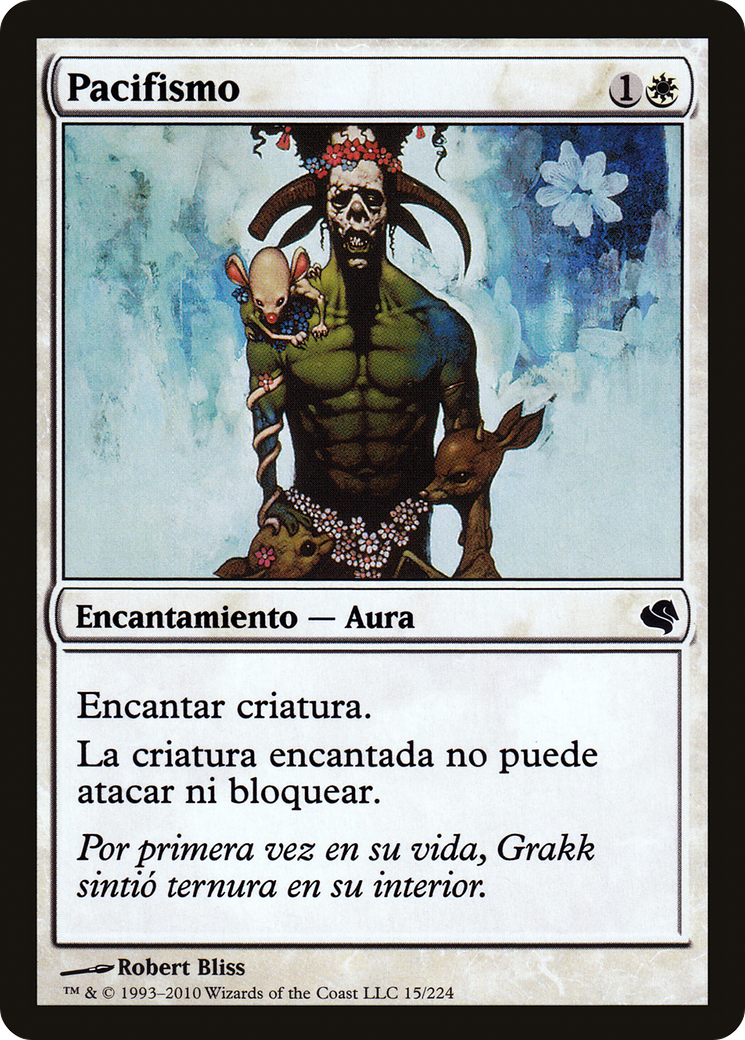 Pacifismo
1
Encantamiento — Aura
Encantar criatura.
La criatura encantada no puede
atacar ni bloquear.
Por primera vez en su vida, Grakk
sintió ternura en su interior.
Robert Bliss
™ & © 1993–2010 Wizards of the Coast LLC 15/224